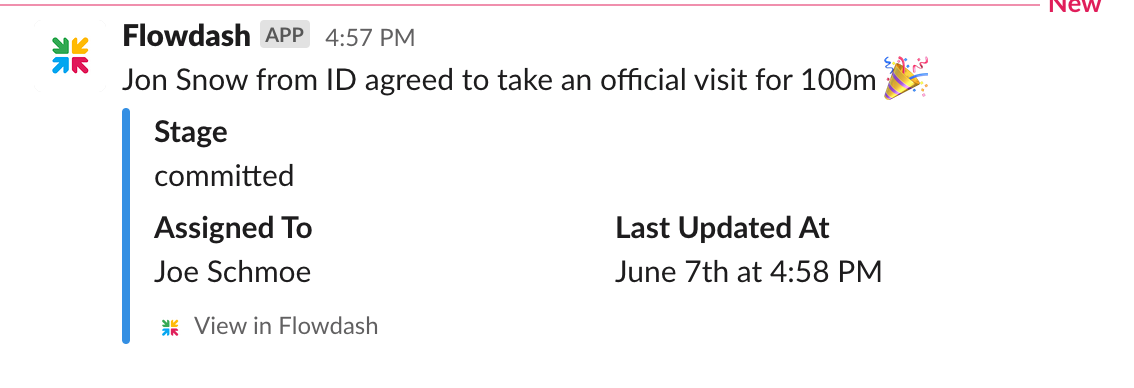 New
Flowdash APP 4:57 PM
Jon Snow from ID agreed to take an official visit for 100m 🎉
Stage
committed
Assigned To Last Updated At
Joe Schmoe June 7th at 4:58 PM
View in Flowdash